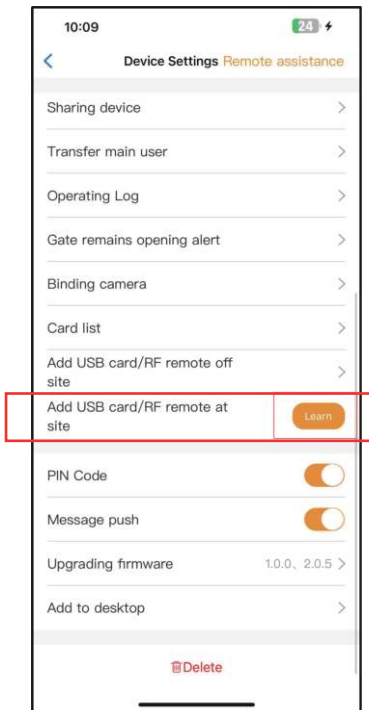 10:09
24
Device Settings Remote assistance
Sharing device
Transfer main user
Operating Log
Gate remains opening alert
Binding camera
Card list
Add USB card/RF remote off
site
Add USB card/RF remote at
site
Learn
PIN Code
Message push
Upgrading firmware 1.0.0、2.0.5
Add to desktop
Delete